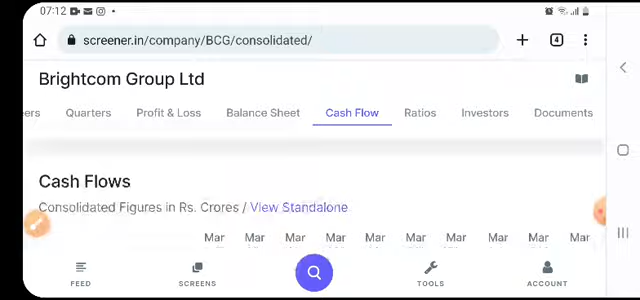 07:12
screener.in/company/BCG/consolidated/
4
Brightcom Group Ltd
ers Quarters Profit & Loss Balance Sheet Cash Flow Ratios Investors Documents
Cash Flows
Consolidated Figures in Rs. Crores / View Standalone
Mar Mar Mar Mar Mar Mar Mar Mar Mar Mar
FEED SCREENS TOOLS ACCOUNT